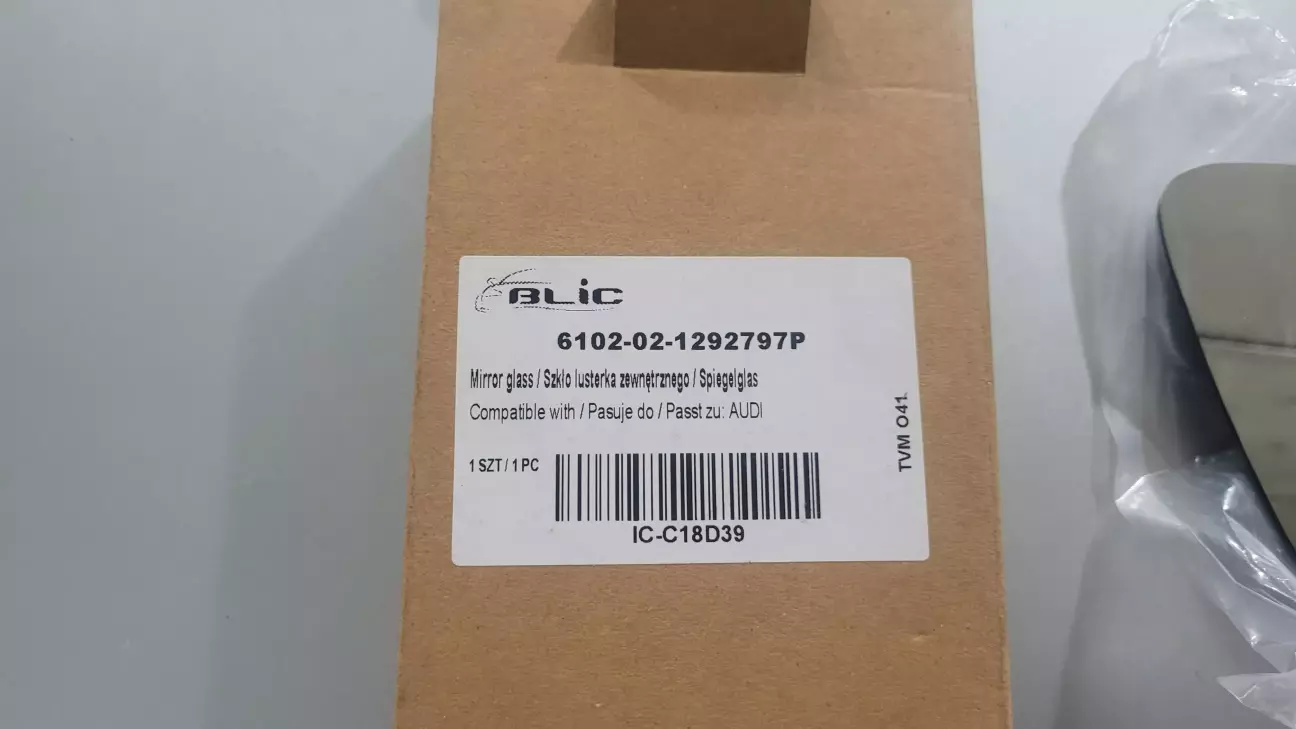 BLiC
6102-02-1292797P
Mirror glass / Szkło lusterka zewnętrznego / Spiegelglas
Compatible with / Pasuje do / Passt zu: AUDI
1 SZT / 1 PC
IC-C18D39
TVM O41